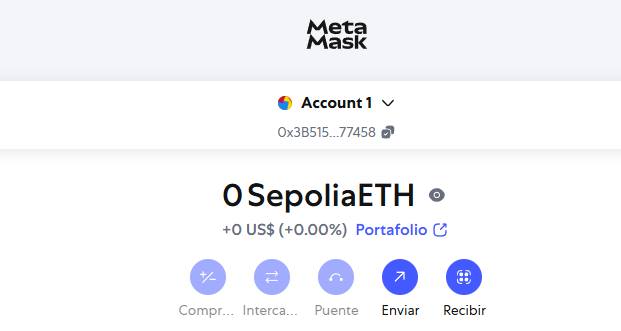 Meta
Mask
Account 1
0x3B515...77458
0 SepoliaETH
+0 US$ (+0.00%) Portafolio
Compr... Interca... Puente Enviar Recibir